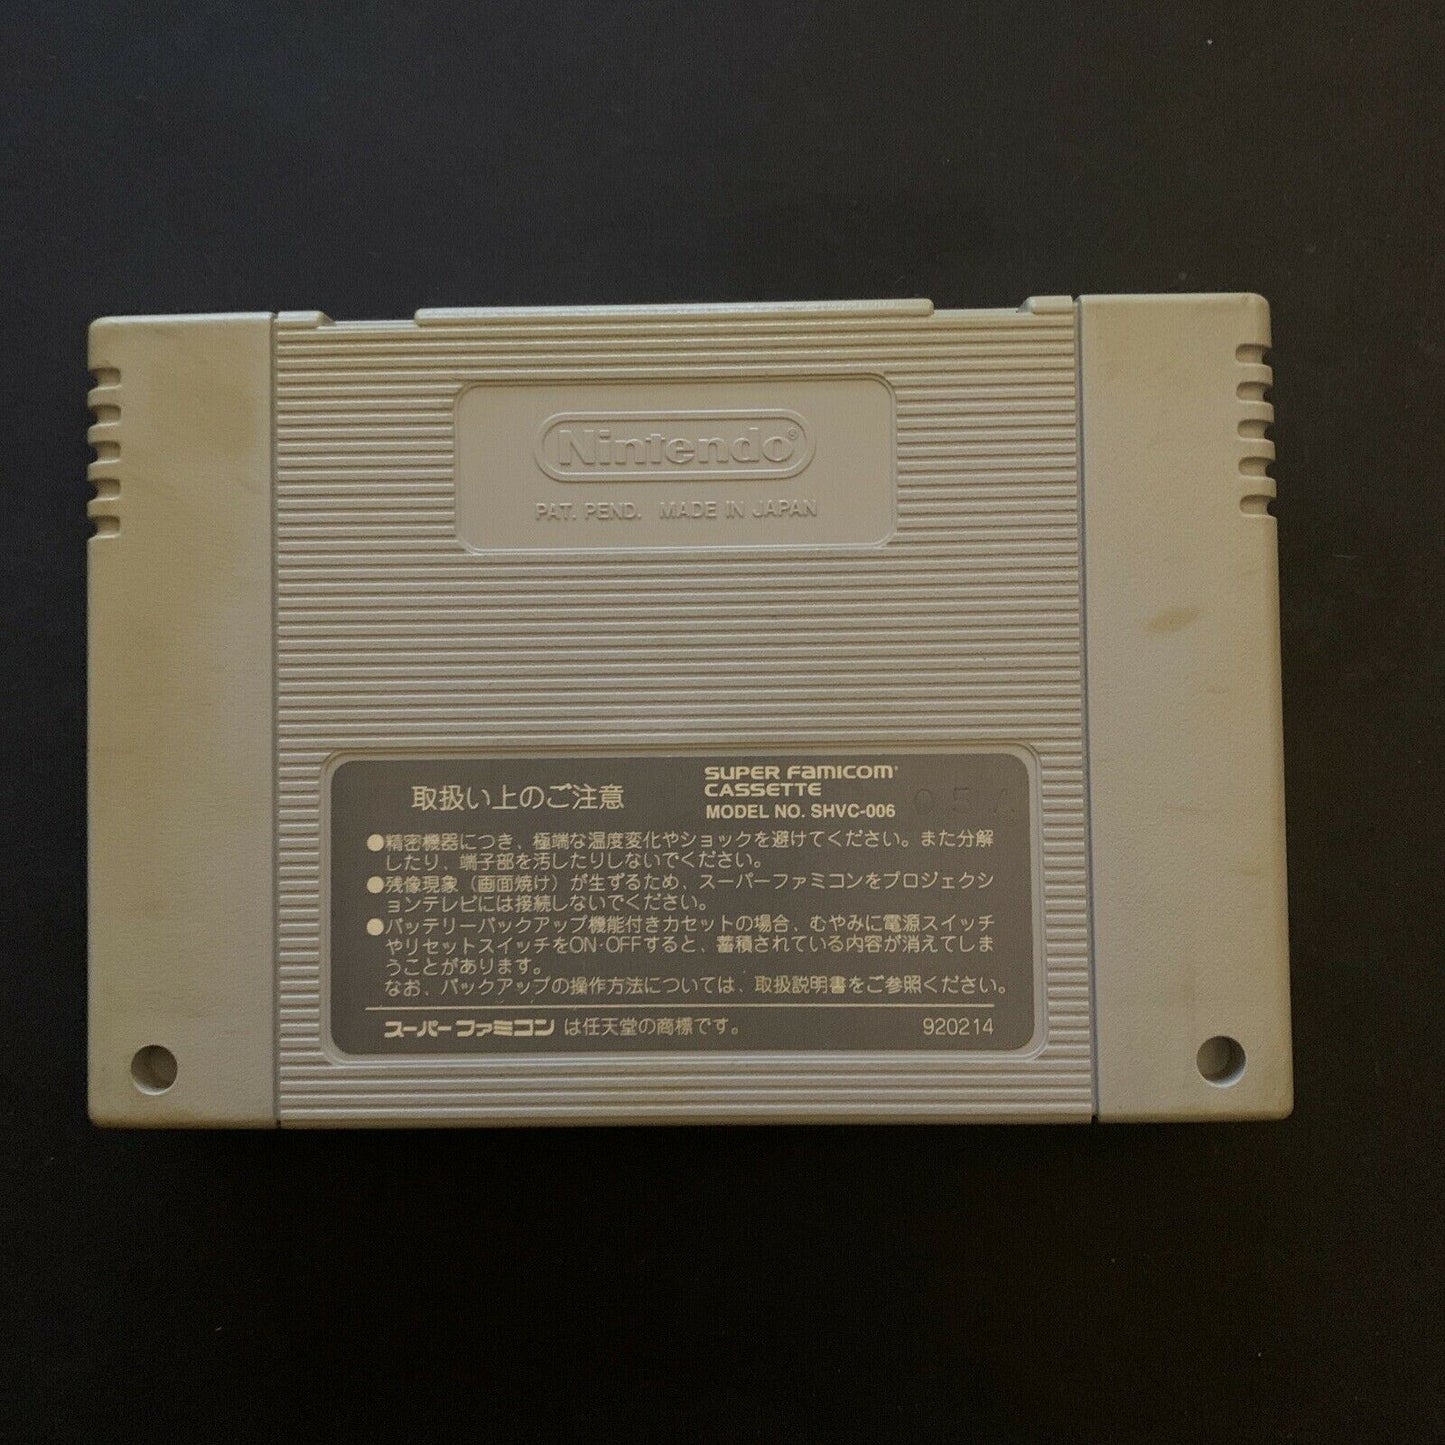 Nintendo®
PAT. PEND. MADE IN JAPAN
取扱い上のご注意
SUPER FAMICOM
CASSETTE
MODEL NO. SHVC-006
●精密機器につき、極端な温度変化やショックを避けてください。また分解
したり、端子部を汚したりしないでください。
●残像現象（画面焼け）が生ずるため、スーパーファミコンをプロジェクシ
ョンテレビには接続しないでください。
●バッテリーバックアップ機能付きカセットの場合、むやみに電源スイッチ
やリセットスイッチをON・OFFすると、蓄積されている内容が消えてしま
うことがあります。
なお、バックアップの操作方法については、取扱説明書をご参照ください。
スーパーファミコン は任天堂の商標です。 920214